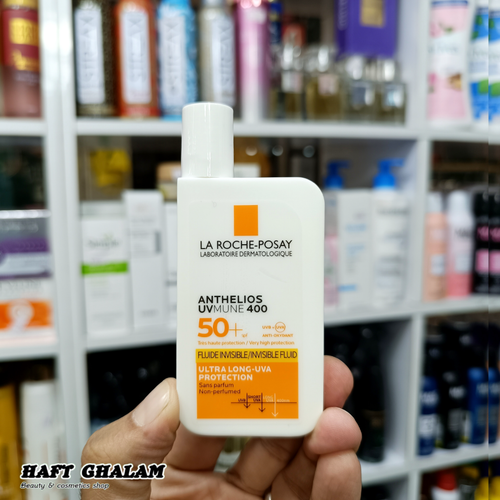 LA ROCHE-POSAY
LABORATOIRE DERMATOLOGIQUE
ANTHELIOS
UVMUNE 400
50+
Très haute protection / Very high protection
FLUIDE INVISIBLE/INVISIBLE FLUID
ULTRA LONG-UVA
PROTECTION
Sans parfum
Non-perfumed
HAFT GHALAM
Beauty & cosmetics shop